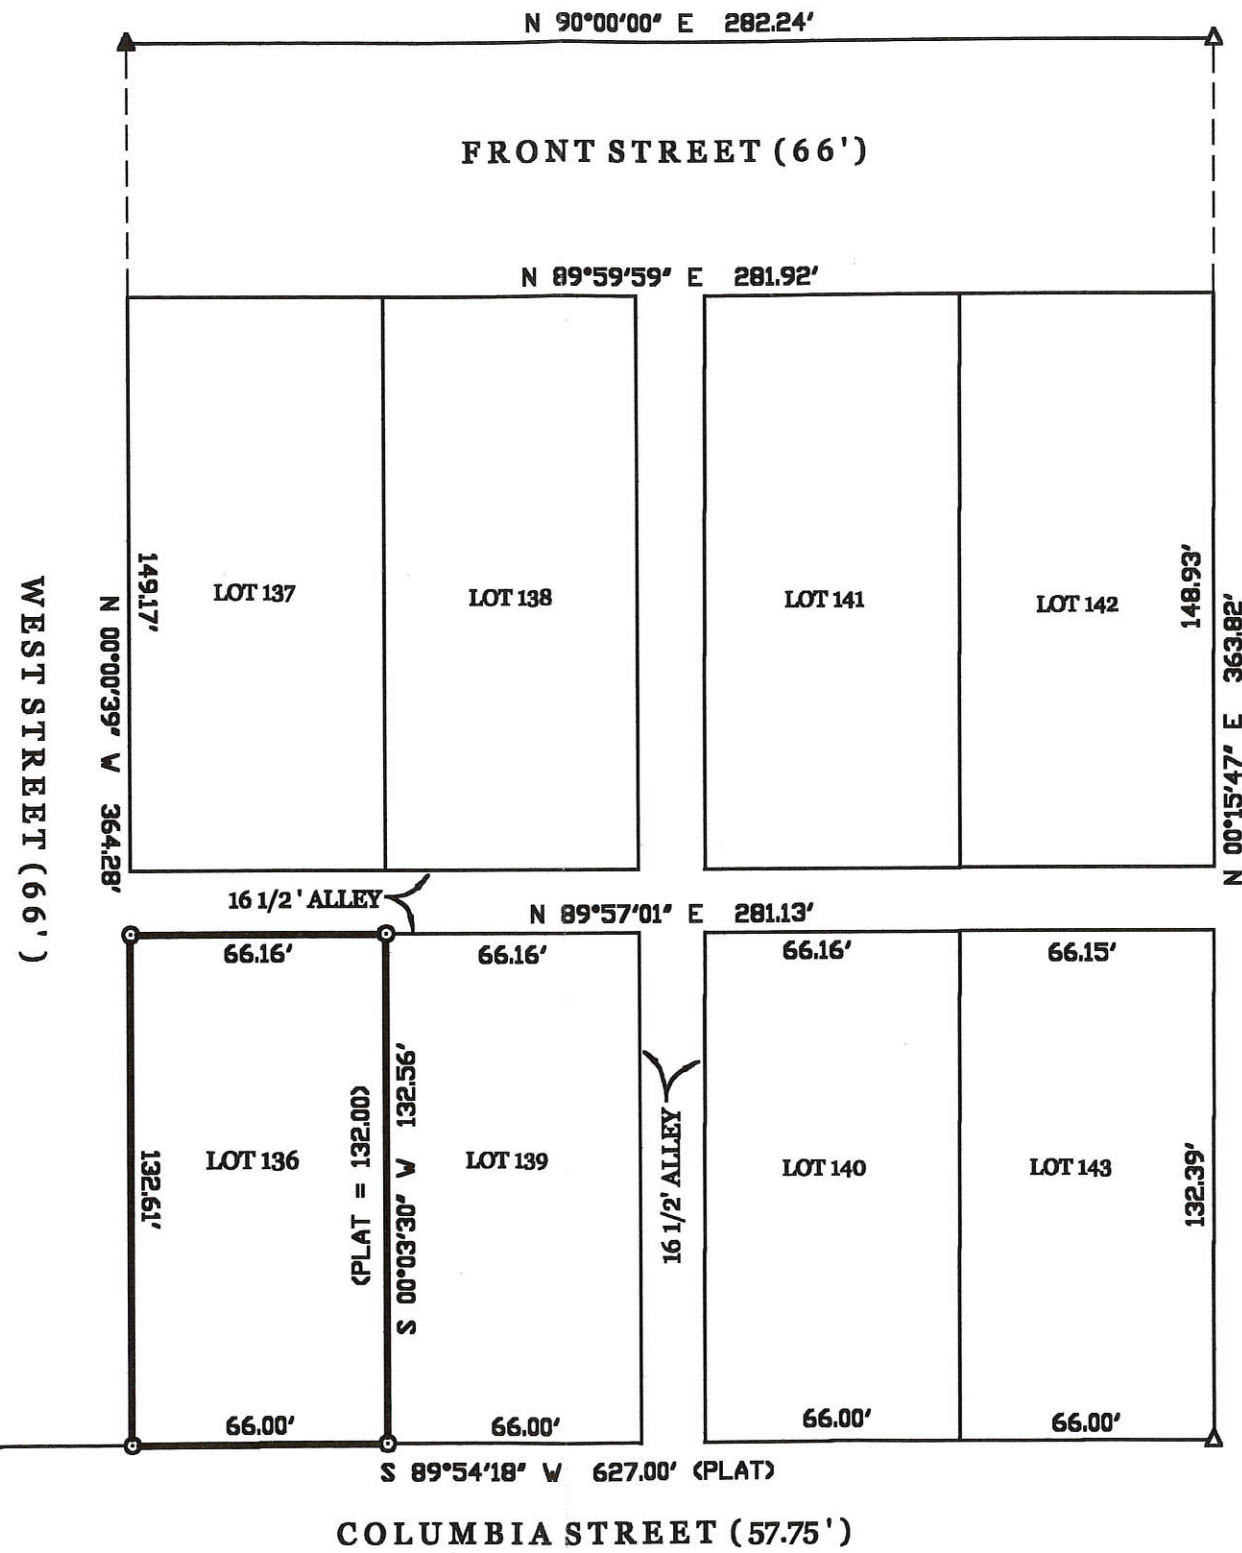 N 90°00'00" E 282.24'
FRONT STREET (66')
N 89°59'59" E 281.92'
WEST STREET (66')
N 00°00'39" W 364.28'
149.17'
LOT 137
LOT 138
LOT 141
LOT 142
148.93'
N 00°15'47" E 363.82'
16 1/2' ALLEY
N 89°57'01" E 281.13'
66.16'
66.16'
66.16'
66.15'
132.61'
LOT 136
(PLAT = 132.00)
S 00°03'30" W 132.56'
LOT 139
16 1/2' ALLEY
LOT 140
LOT 143
132.39'
66.00'
66.00'
66.00'
66.00'
S 89°54'18" W 627.00' (PLAT)
COLUMBIA STREET (57.75')